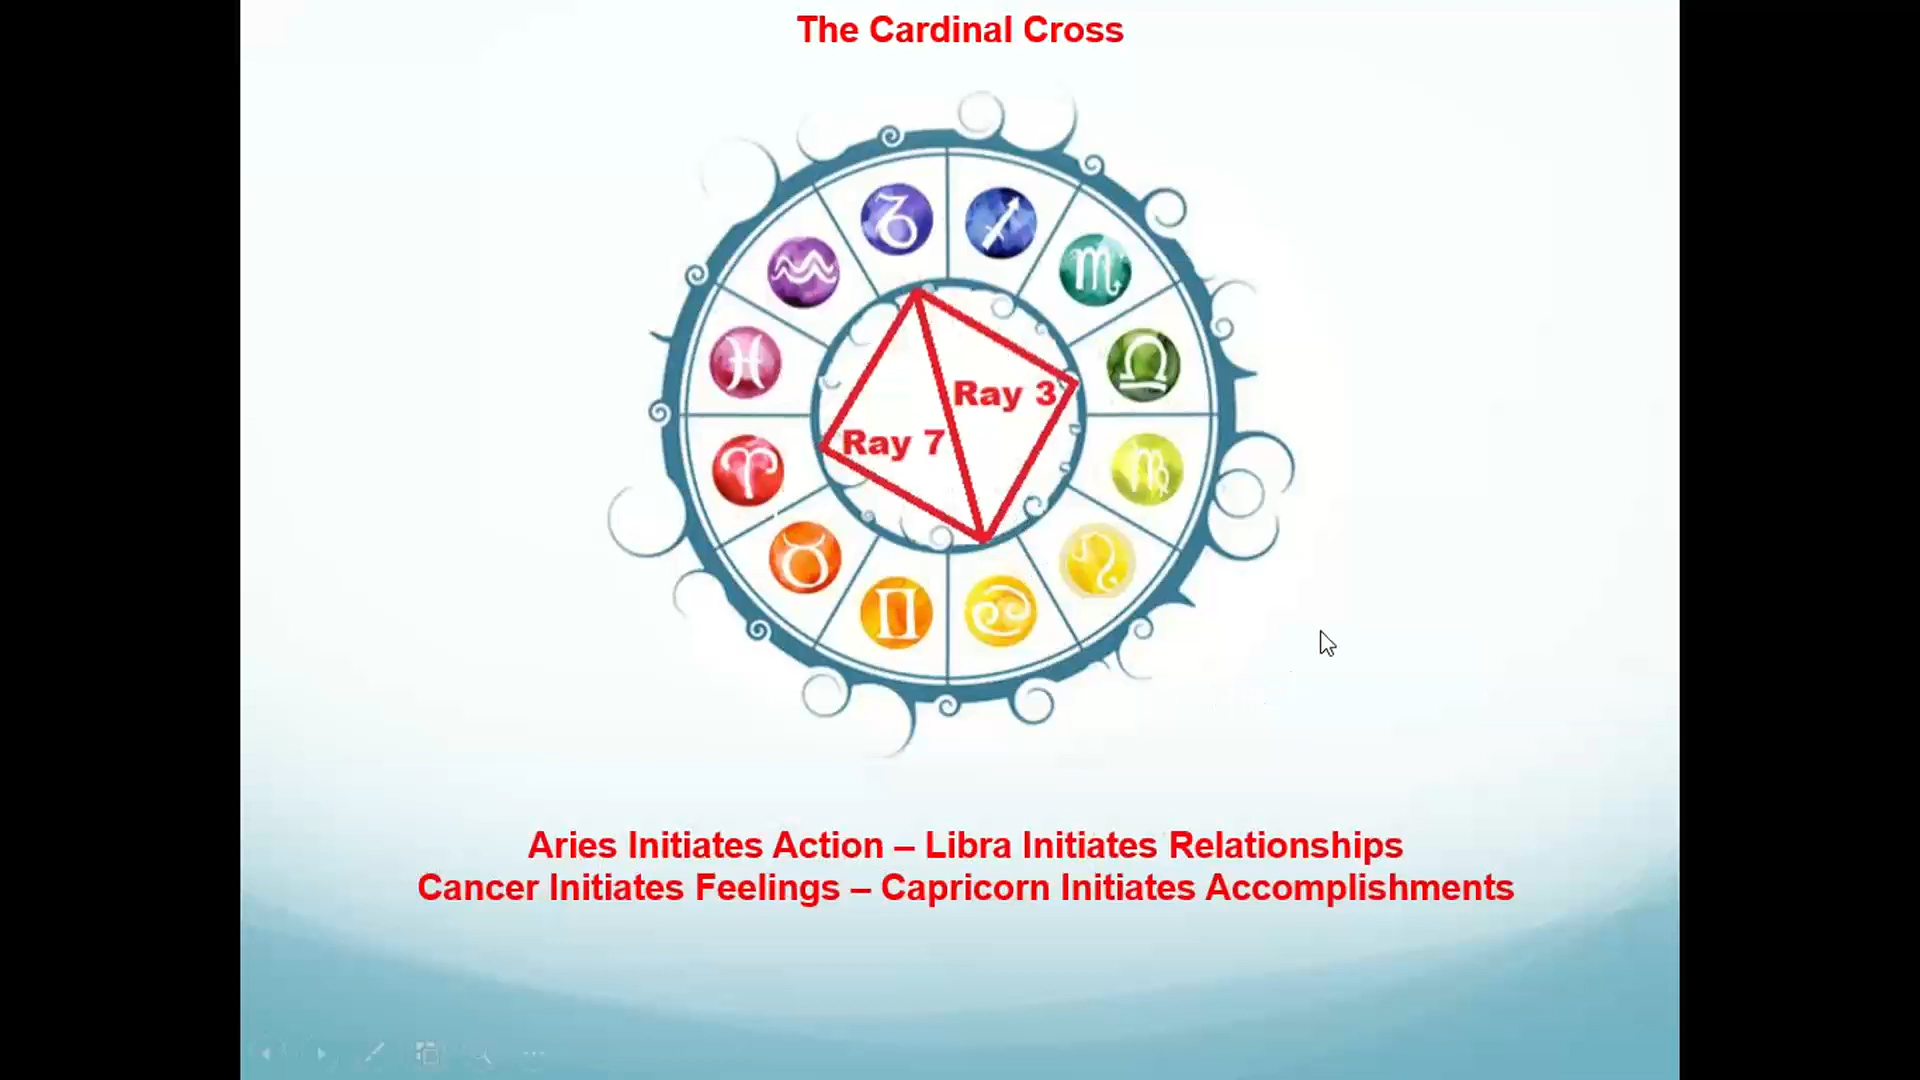 The Cardinal Cross
Ray 3
Ray 7
Aries Initiates Action – Libra Initiates Relationships
Cancer Initiates Feelings – Capricorn Initiates Accomplishments